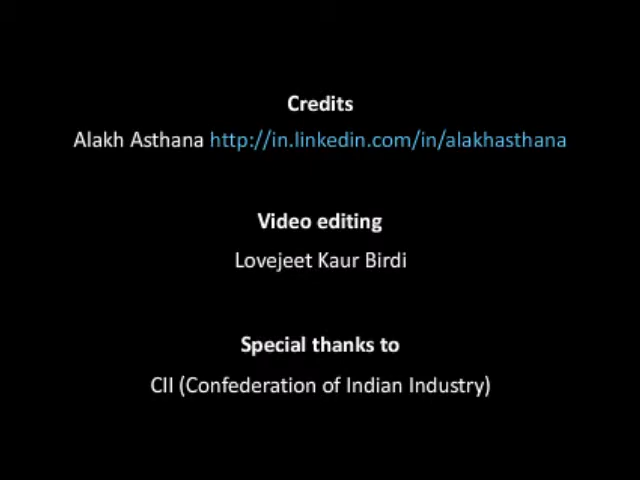 Credits
Alakh Asthana http://in.linkedin.com/in/alakhasthana
Video editing
Lovejeet Kaur Birdi
Special thanks to
CII (Confederation of Indian Industry)